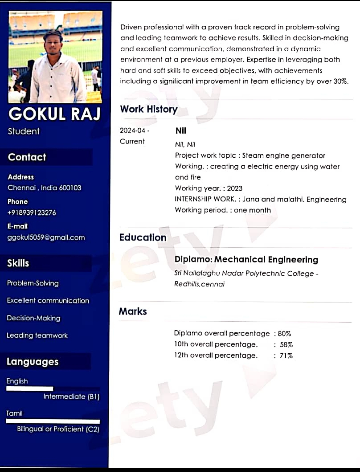 GOKUL RAJ
Student
Contact
Address
Chennai , India 600103
Phone
+918939123276
E-mail
ggokul5059@gmail.com
Skills
Problem-Solving
Excellent communication
Decision-Making
Leading teamwork
Languages
English
Intermediate (B1)
Tamil
Bilingual or Proficient (C2)
Driven professional with a proven track record in problem-solving
and leading teamwork to achieve results. Skilled in decision-making
and excellent communication, demonstrated in a dynamic
environment at a previous employer. Expertise in leveraging both
hard and soft skills to exceed objectives, with achievements
including a significant improvement in team efficiency by over 30%.
Work History
2024-04 - Nil
Current
Nil, Nil
Project work topic : Steam engine generator
Working. : creating a electric energy using water
and fire
Working year. : 2023
INTERNSHIP WORK. : Jana and malathi. Engineering
Working period. : one month
Education
Diplamo: Mechanical Engineering
Sri Nallalaghu Nadar Polytechnic College -
Redhills,cennai
Marks
Diplamo overall percentage : 80%
10th overall percentage. : 58%
12th overall percentage. : 71%
zety
zety
zety